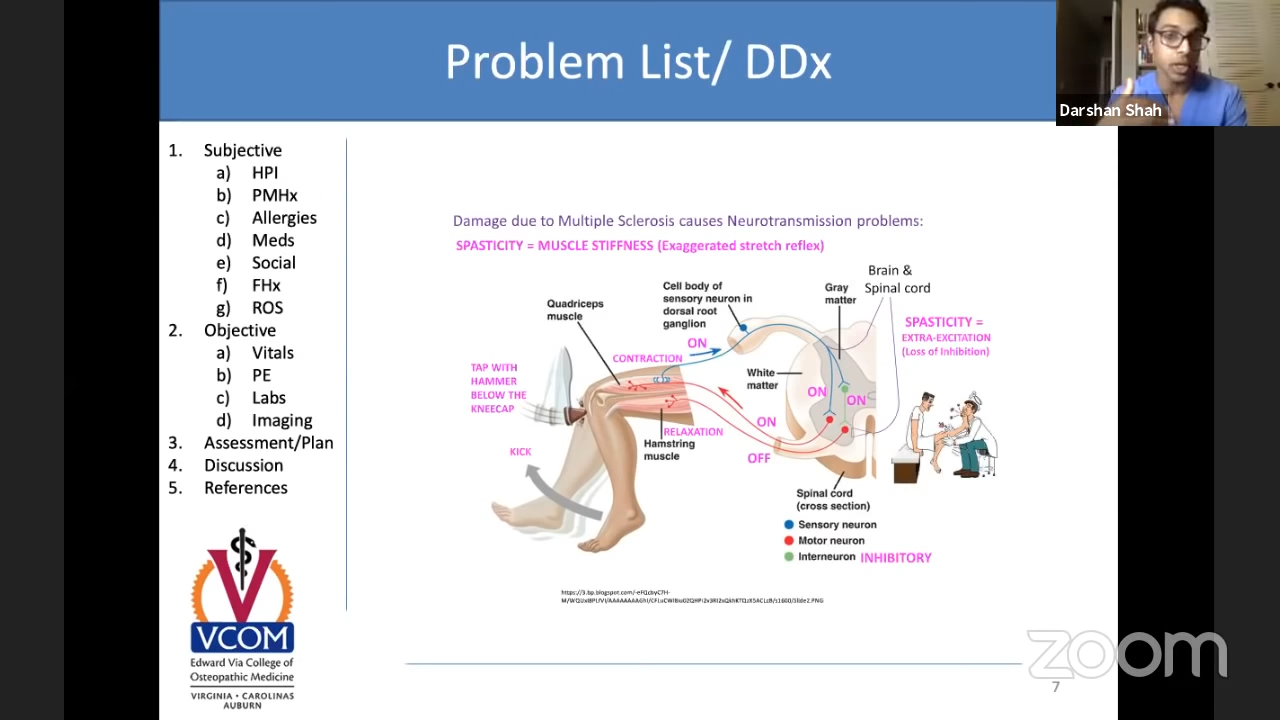 Problem List/ DDx
Darshan Shah
1. Subjective
a) HPI
b) PMHx
c) Allergies
d) Meds
e) Social
f) FHx
g) ROS
2. Objective
a) Vitals
b) PE
c) Labs
d) Imaging
3. Assessment/Plan
4. Discussion
5. References
Damage due to Multiple Sclerosis causes Neurotransmission problems:
SPASTICITY = MUSCLE STIFFNESS (Exaggerated stretch reflex)
Brain &
Spinal cord
Cell body of
sensory neuron in
dorsal root
ganglion
Gray
matter
Quadriceps
muscle
SPASTICITY =
EXTRA-EXCITATION
(Loss of Inhibition)
ON
CONTRACTION
TAP WITH
HAMMER
BELOW THE
KNEECAP
White
matter
ON
ON
ON
RELAXATION
Hamstring
muscle
KICK
OFF
Spinal cord
(cross section)
Sensory neuron
Motor neuron
Interneuron INHIBITORY
VCOM
Edward Via College of
Osteopathic Medicine
VIRGINIA • CAROLINAS
AUBURN
zoom
7